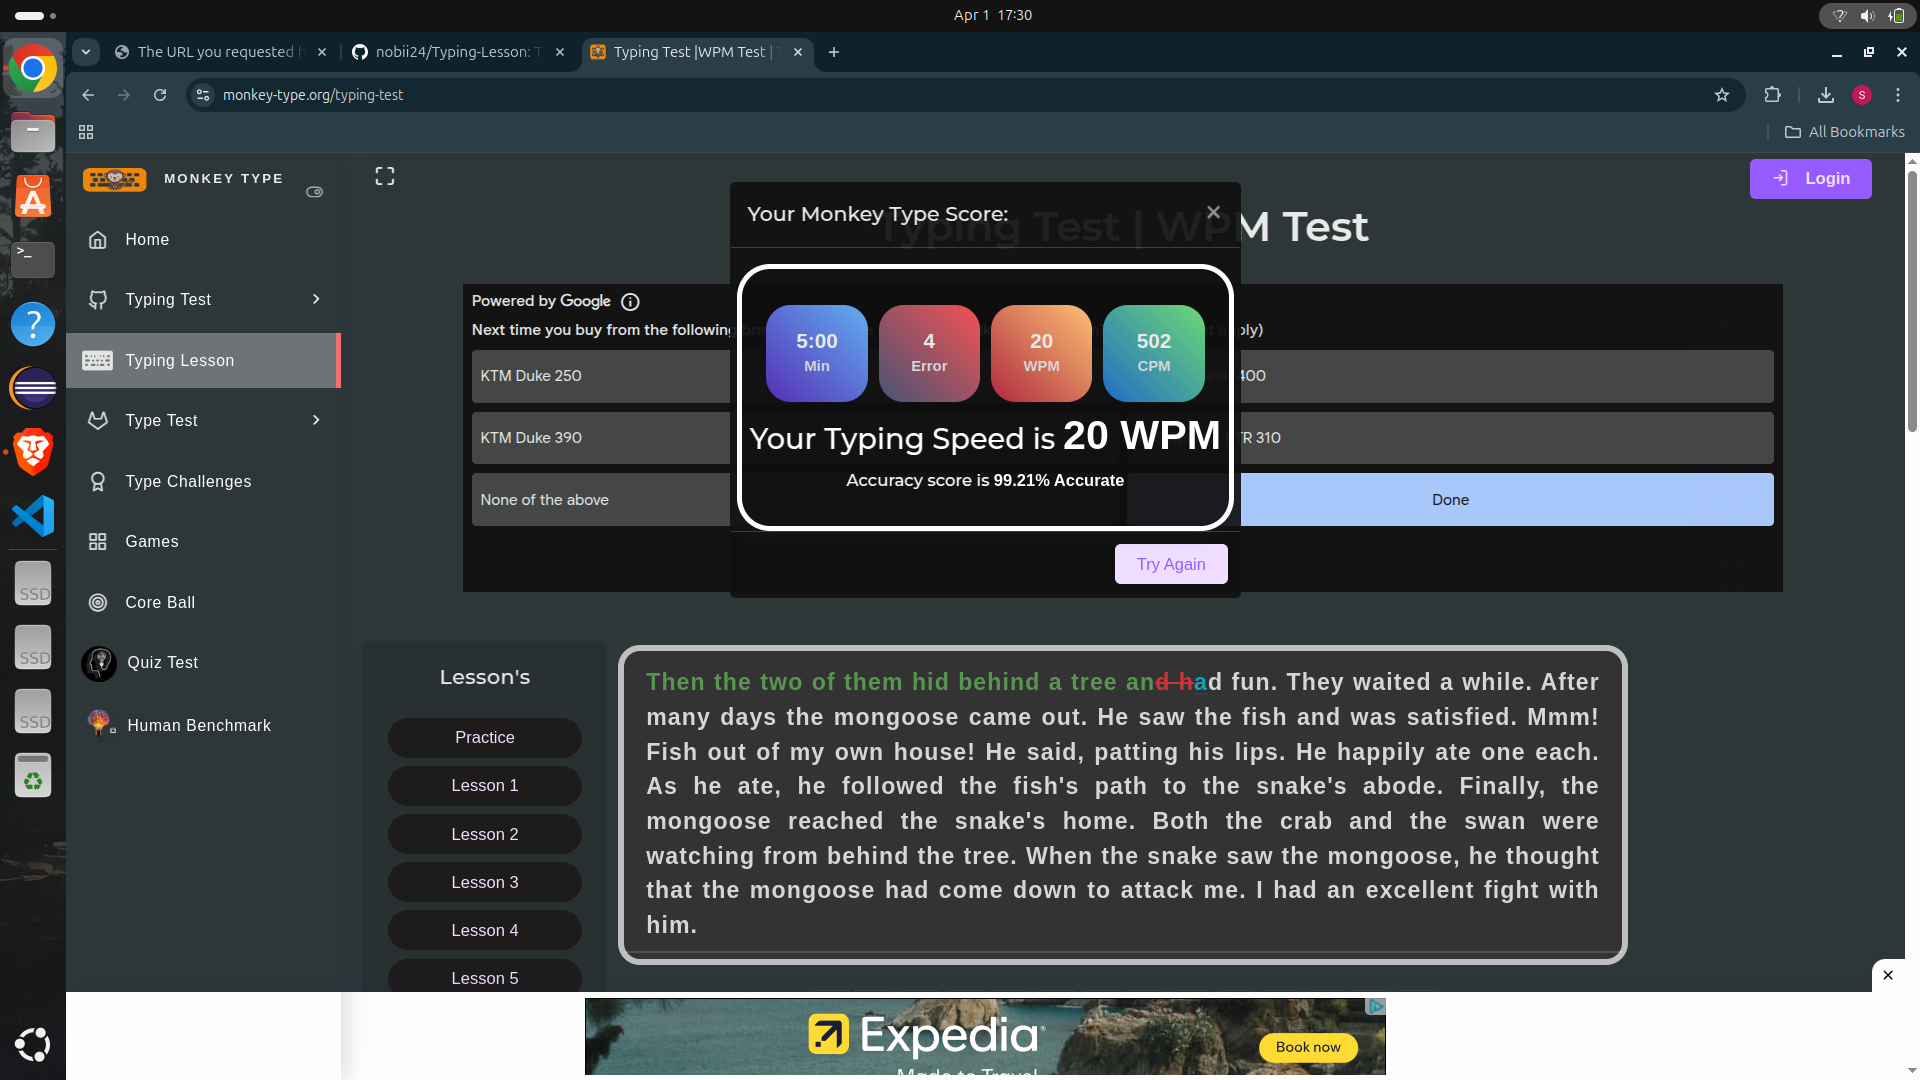 Apr 1 17:30
The URL you requested h
nobii24/Typing-Lesson: T
Typing Test |WPM Test |
monkey-type.org/typing-test
S
All Bookmarks
MONKEY TYPE
Login
Home
Typing Test
Typing Lesson
Type Test
Type Challenges
Games
Core Ball
Quiz Test
Human Benchmark
SSD
SSD
SSD
Typing Test | WPM Test
Your Monkey Type Score:
5:00
Min
4
Error
20
WPM
502
CPM
Your Typing Speed is 20 WPM
Accuracy score is 99.21% Accurate
Try Again
Powered by Google
Next time you buy from the following
KTM Duke 250
400
KTM Duke 390
TR 310
None of the above
Done
Lesson's
Practice
Lesson 1
Lesson 2
Lesson 3
Lesson 4
Lesson 5
Then the two of them hid behind a tree and had fun. They waited a while. After
many days the mongoose came out. He saw the fish and was satisfied. Mmm!
Fish out of my own house! He said, patting his lips. He happily ate one each.
As he ate, he followed the fish's path to the snake's abode. Finally, the
mongoose reached the snake's home. Both the crab and the swan were
watching from behind the tree. When the snake saw the mongoose, he thought
that the mongoose had come down to attack me. I had an excellent fight with
him.
Expedia
Made to Travel
Book now